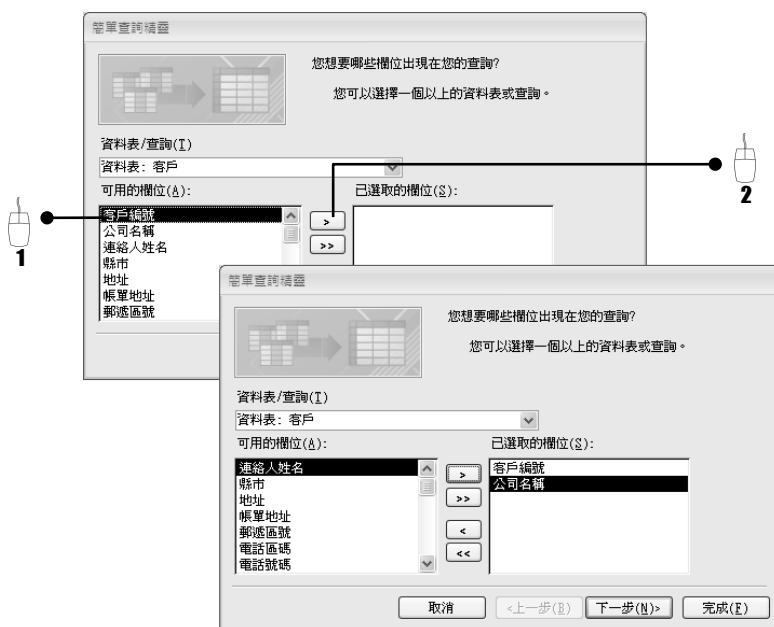 簡單查詢精靈
您想要哪些欄位出現在您的查詢?
您可以選擇一個以上的資料表或查詢。
資料表/查詢(T)
資料表: 客戶
可用的欄位(A):
已選取的欄位(S):
客戶編號
公司名稱
連絡人姓名
縣市
地址
帳單地址
郵遞區號
>
>>
1
2
簡單查詢精靈
您想要哪些欄位出現在您的查詢?
您可以選擇一個以上的資料表或查詢。
資料表/查詢(T)
資料表: 客戶
可用的欄位(A):
已選取的欄位(S):
連絡人姓名
縣市
地址
帳單地址
郵遞區號
電話區碼
電話號碼
>
>>
<
<<
客戶編號
公司名稱
取消
<上一步(B)
下一步(N)>
完成(F)